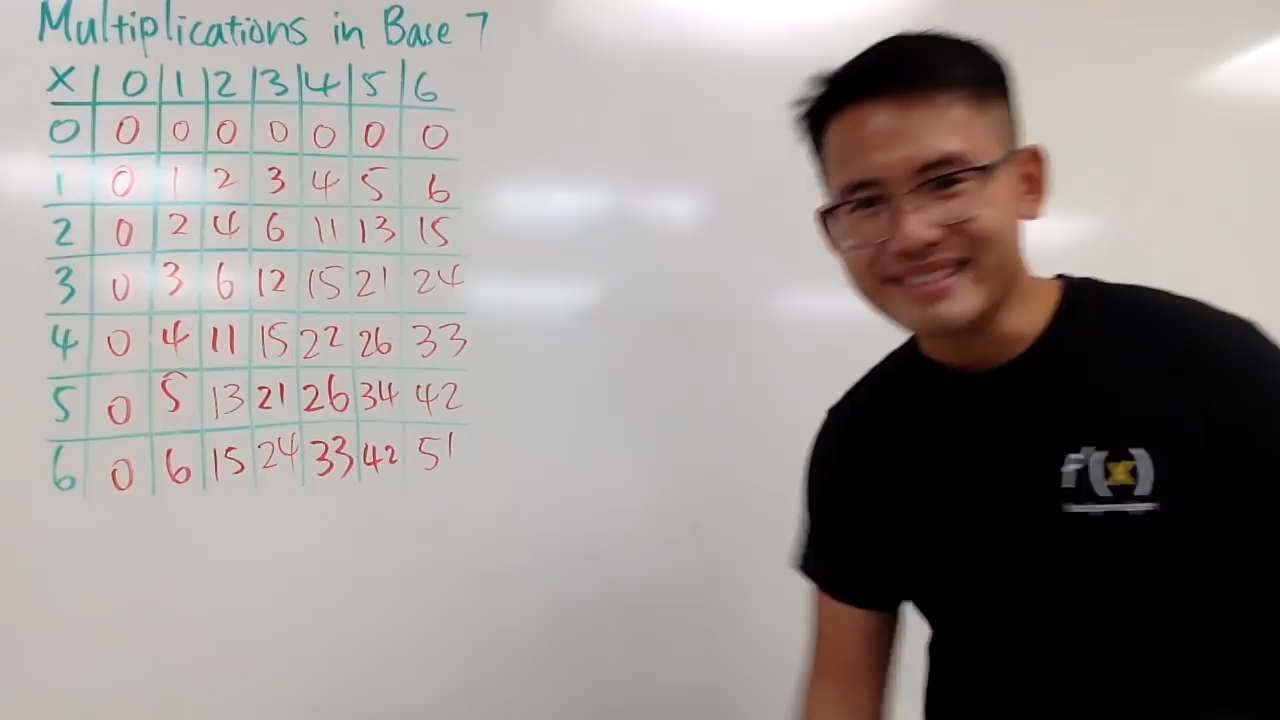 Multiplications in Base 7
× 0 1 2 3 4 5 6
0 0 0 0 0 0 0 0
1 0 1 2 3 4 5 6
2 0 2 4 6 11 13 15
3 0 3 6 12 15 21 24
4 0 4 11 15 22 26 33
5 0 5 13 21 26 34 42
6 0 6 15 24 33 42 51
f'(x)